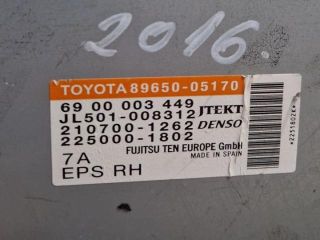 2016.
TOYOTA 89650-05170
69 00 003 449
JL501-008312 JTEKT
210700-1262 DENSO
225000-1802
FUJITSU TEN EUROPE GmbH
MADE IN SPAIN
7A
EPS RH
*22551802K*